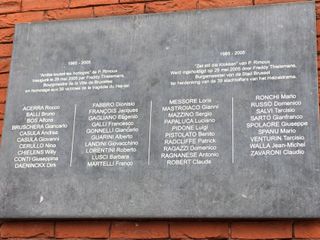 1985 - 2005
"Arrête toutes les horloges" de P. Rimoux
inauguré le 29 mai 2005 par Freddy Thielemans,
Bourgmestre de la Ville de Bruxelles
en hommage aux 39 victimes de la tragédie du Heysel
ACERRA Rocco
BALLI Bruno
BOS Alfons
BRUSCHERA Giancarlo
CASULA Andrea
CASULA Giovanni
CERULLO Nino
CHIELENS Willy
CONTI Giuseppina
DAENINCKX Dirk
FABBRO Dionisio
FRANÇOIS Jacques
GAGLIANO Eugenio
GALLI Francesco
GONNELLI Giancarlo
GUARINI Alberto
LANDINI Giovacchino
LORENTINI Roberto
LUSCI Barbara
MARTELLI Franco
1985 - 2005
"Zet stil die klokken" van P. Rimoux
Werd ingehuldigd op 29 mei 2005 door Freddy Thielemans,
Burgemeester van de Stad Brussel
Ter herdenking van de 39 slachtoffers van het Heizeldrama.
MESSORE Loris
MASTROIACO Gianni
MAZZINO Sergio
PAPALUCA Luciano
PIDONE Luigi
PISTOLATO Benito
RADCLIFFE Patrick
RAGAZZI Domenico
RAGNANESE Antonio
ROBERT Claude
RONCHI Mario
RUSSO Domenico
SALVI Tarcisio
SARTO Gianfranco
SPOLAORE Giuseppe
SPANU Mario
VENTURIN Tarcisio
WALLA Jean-Michel
ZAVARONI Claudio